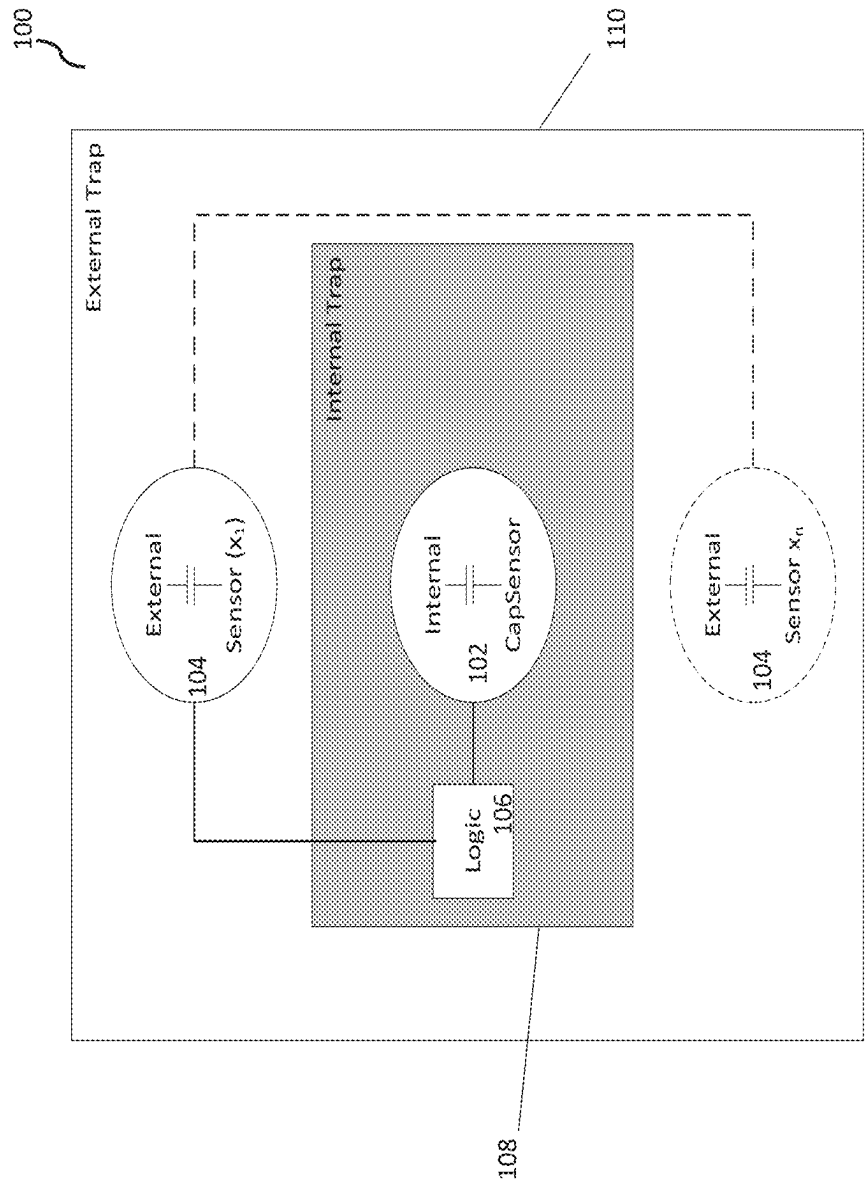 100
External Trap
110
External
Sensor (x₁)
104
Internal Trap
Internal
CapSensor
102
Logic
106
External
Sensor xₙ
104
108